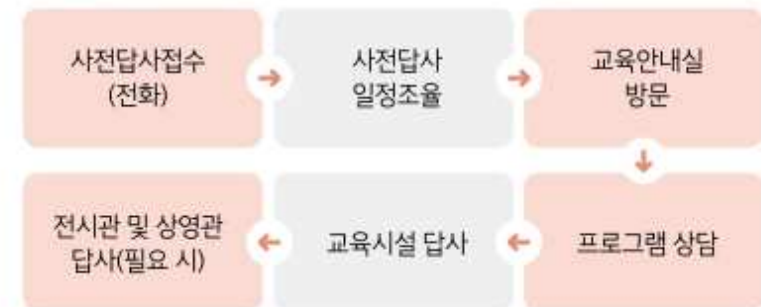 사전답사접수
(전화)
사전답사
일정조율
교육안내실
방문
프로그램 상담
교육시설 답사
전시관 및 상영관
답사(필요 시)